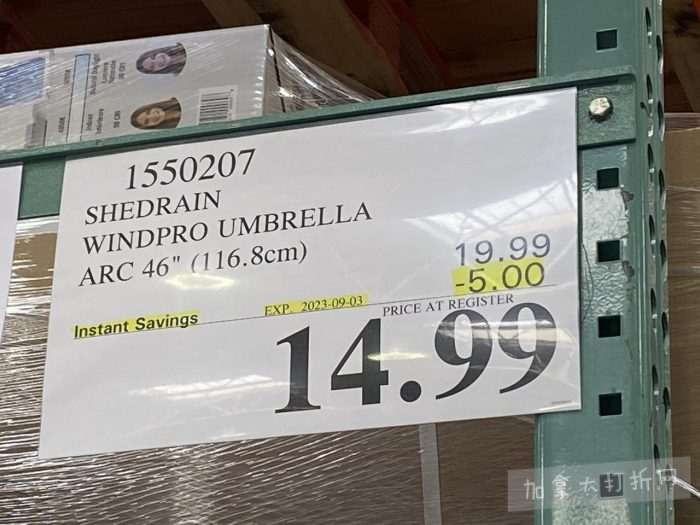 1550207
SHEDRAIN
WINDPRO UMBRELLA
ARC 46" (116.8cm)
19.99
-5.00
Instant Savings
EXP. 2023-09-03
PRICE AT REGISTER
14.99
加拿大打折网